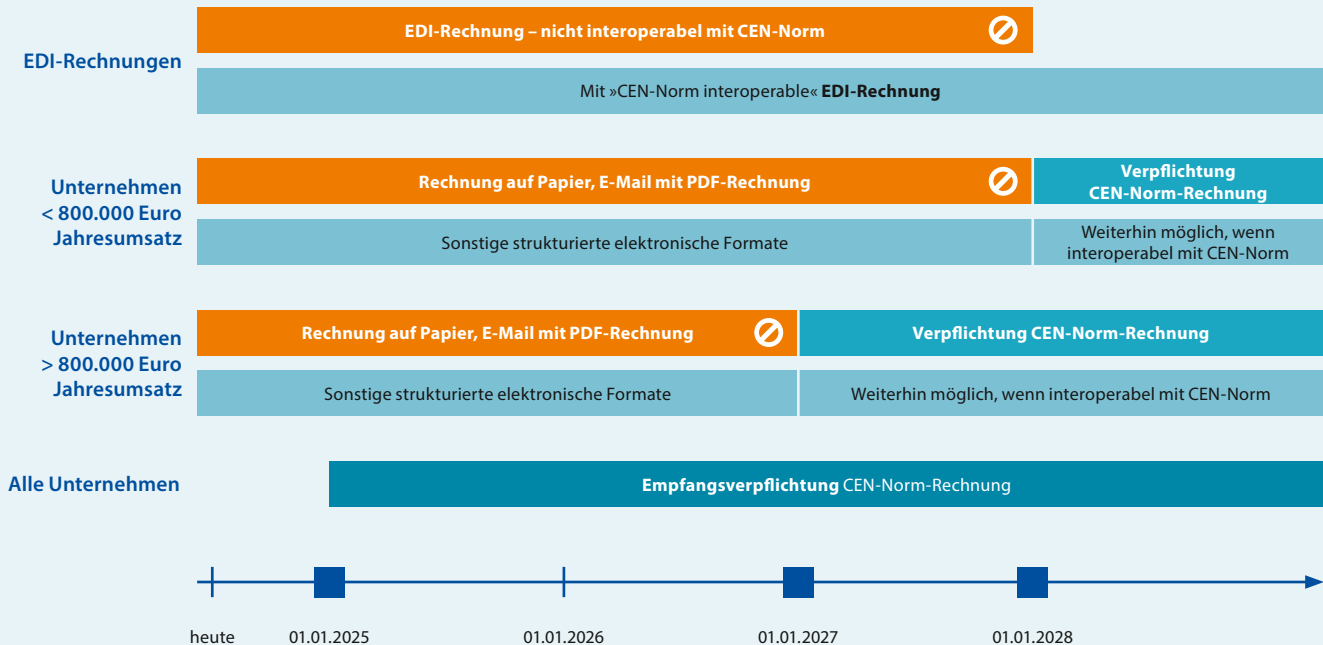 EDI-Rechnungen
EDI-Rechnung – nicht interoperabel mit CEN-Norm
Mit »CEN-Norm interoperable« EDI-Rechnung
Unternehmen
< 800.000 Euro
Jahresumsatz
Rechnung auf Papier, E-Mail mit PDF-Rechnung
Verpflichtung
CEN-Norm-Rechnung
Sonstige strukturierte elektronische Formate
Weiterhin möglich, wenn
interoperabel mit CEN-Norm
Unternehmen
> 800.000 Euro
Jahresumsatz
Rechnung auf Papier, E-Mail mit PDF-Rechnung
Verpflichtung CEN-Norm-Rechnung
Sonstige strukturierte elektronische Formate
Weiterhin möglich, wenn interoperabel mit CEN-Norm
Alle Unternehmen
Empfangsverpflichtung CEN-Norm-Rechnung
heute
01.01.2025
01.01.2026
01.01.2027
01.01.2028